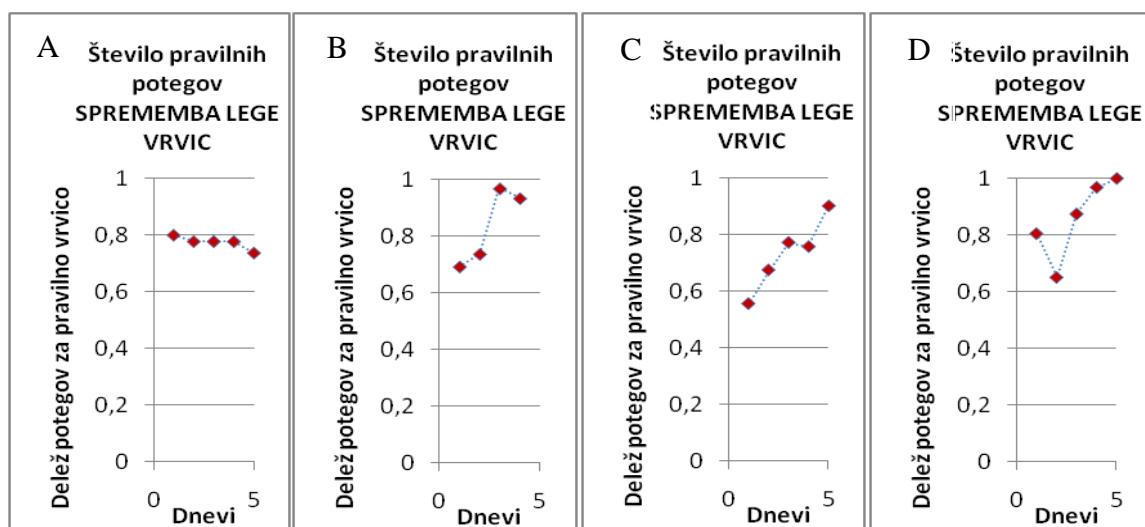 A
Število pravilnih
potegov
SPREMEMBA LEGE
VRVIC
Delež potegov za pravilno vrvico
1
0,8
0,6
0,4
0,2
0
0
5
Dnevi
B
Število pravilnih
potegov
SPREMEMBA LEGE
VRVIC
Delež potegov za pravilno vrvico
1
0,8
0,6
0,4
0,2
0
0
5
Dnevi
C
Število pravilnih
potegov
SPREMEMBA LEGE
VRVIC
Delež potegov za pravilno vrvico
1
0,8
0,6
0,4
0,2
0
0
5
Dnevi
D
Število pravilnih
potegov
SPREMEMBA LEGE
VRVIC
Delež potegov za pravilno vrvico
1
0,8
0,6
0,4
0,2
0
0
5
Dnevi